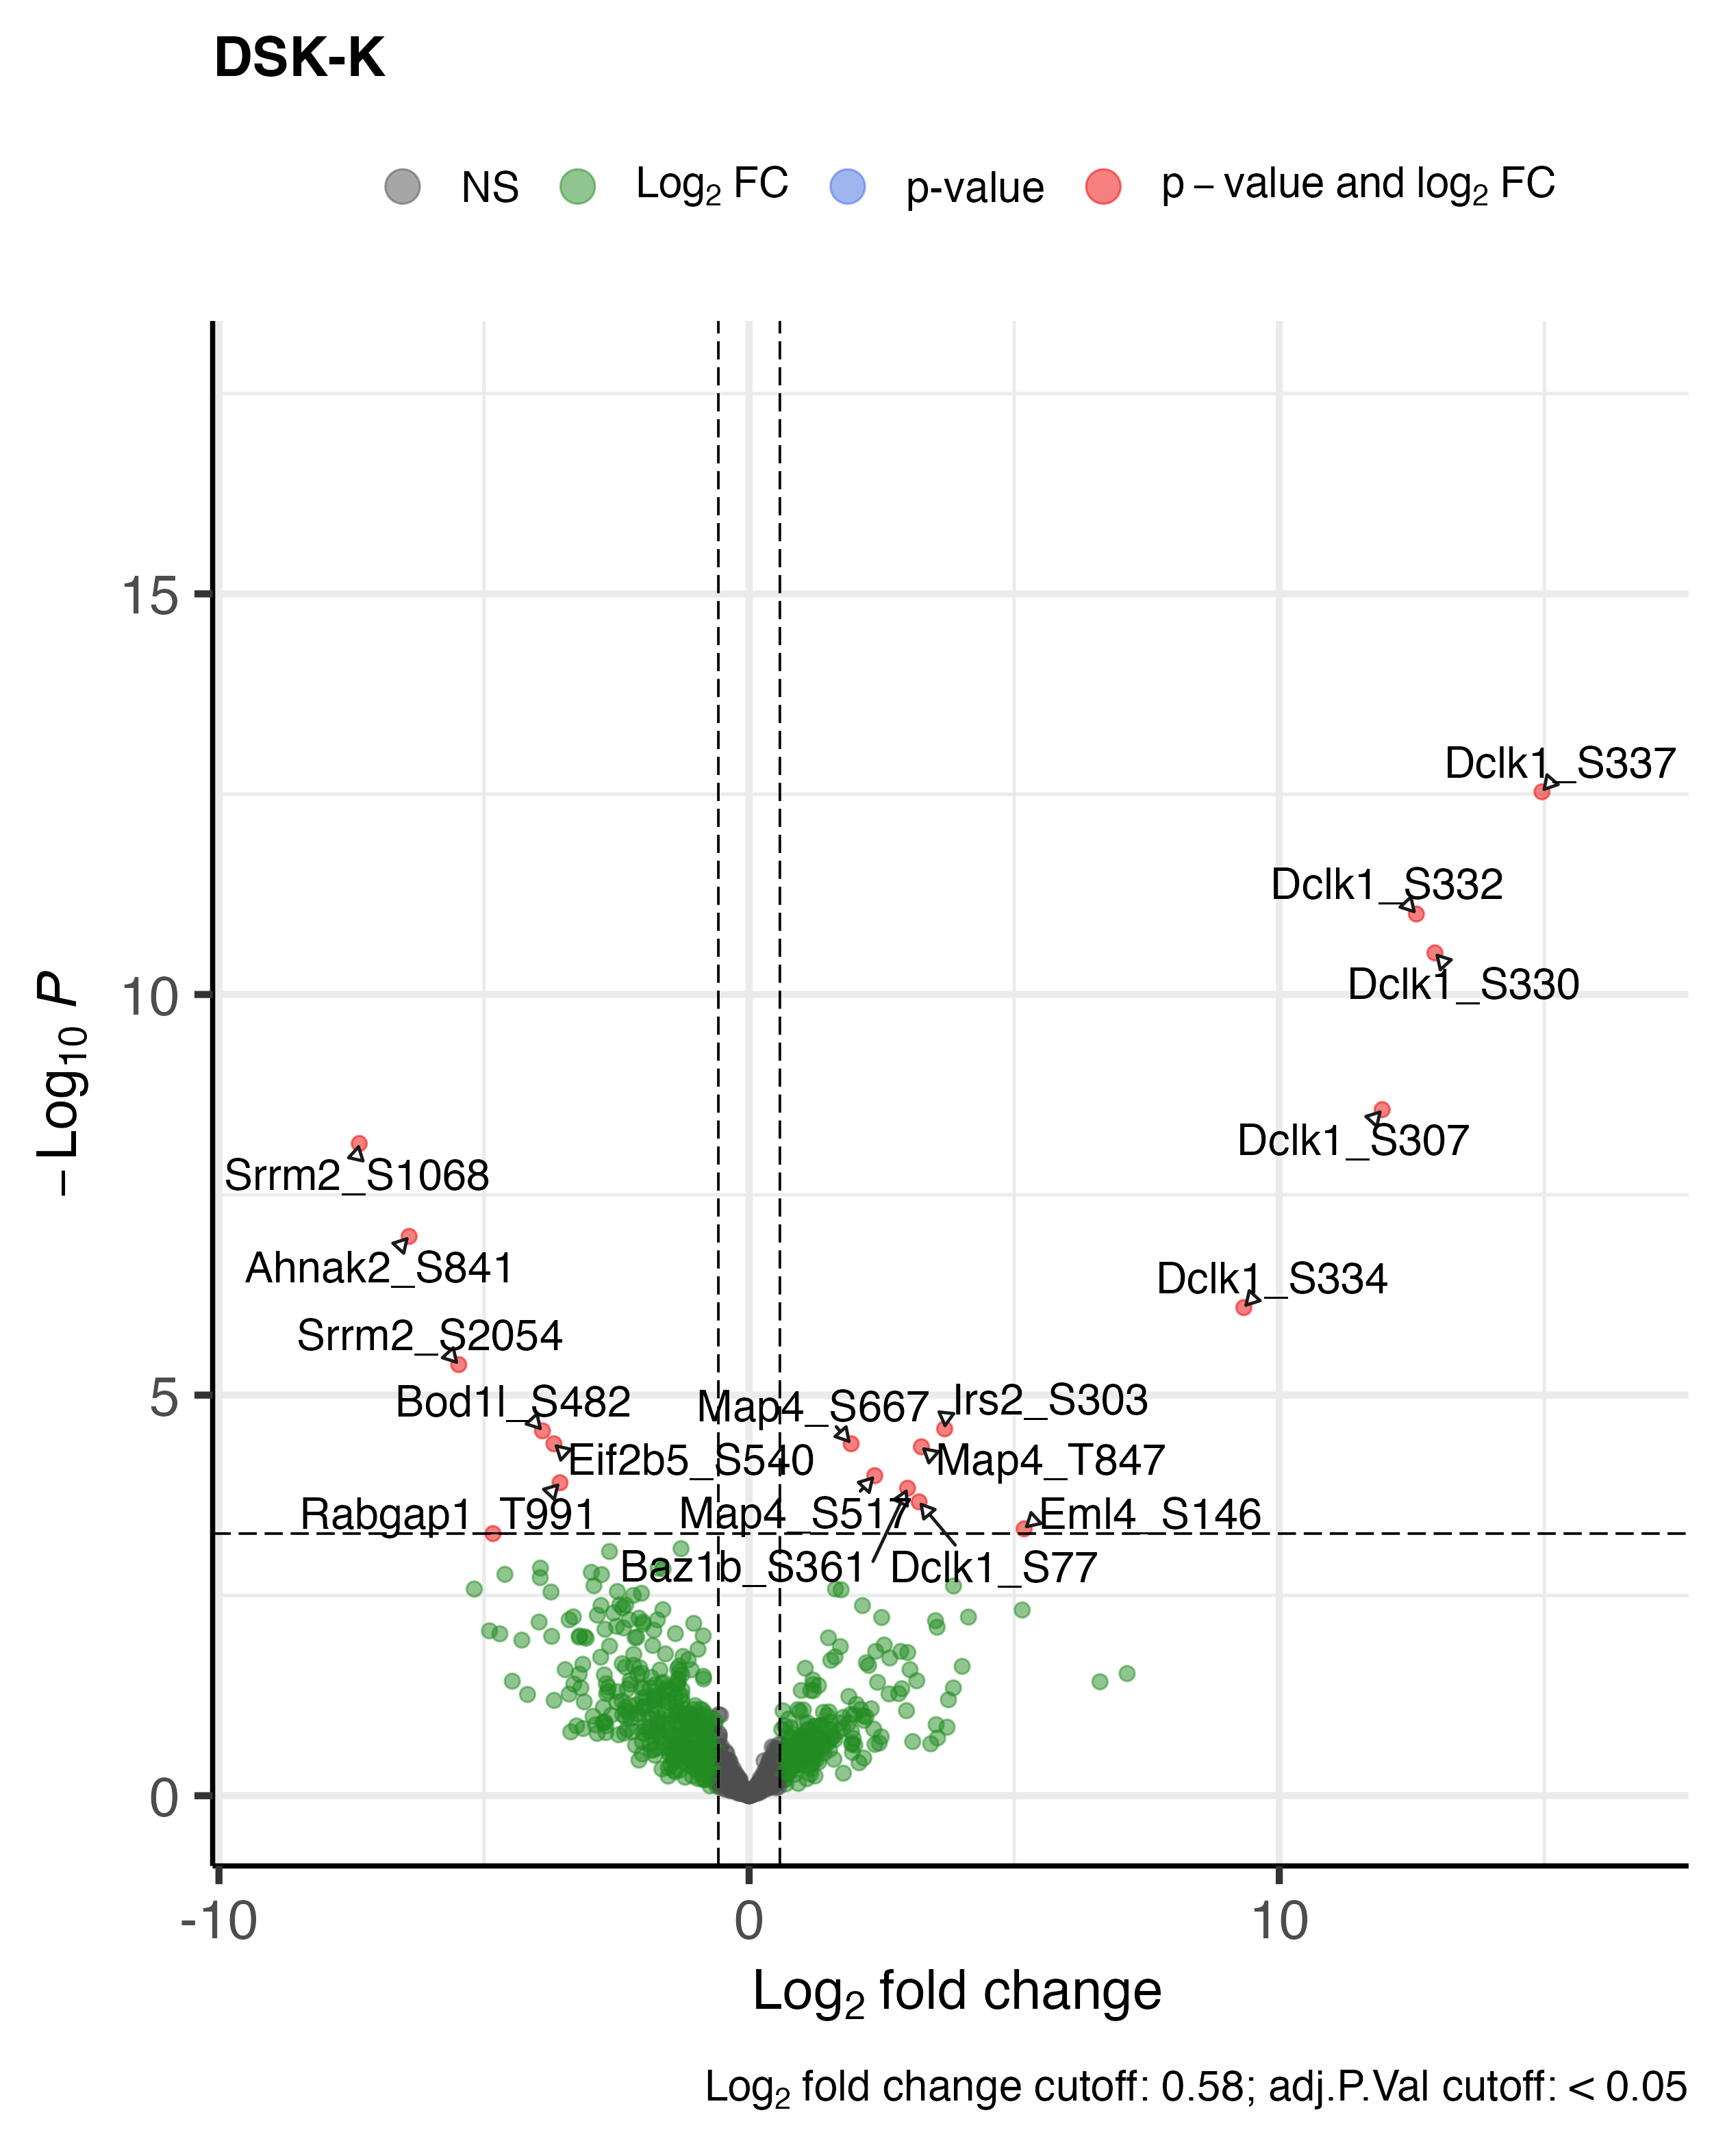 DSK-K
NS Log2 FC p-value p – value and log2 FC
15
10
5
0
−Log10 P
Dclk1_S337
Dclk1_S332
Dclk1_S330
Dclk1_S307
Srrm2_S1068
Ahnak2_S841
Dclk1_S334
Srrm2_S2054
Bod1l_S482
Map4_S667
Irs2_S303
Eif2b5_S540
Map4_T847
Rabgap1_T991
Map4_S517
Eml4_S146
Baz1b_S361
Dclk1_S77
-10 0 10
Log2 fold change
Log2 fold change cutoff: 0.58; adj.P.Val cutoff: < 0.05